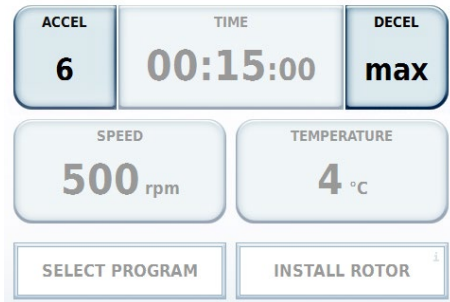 ACCEL TIME DECEL
6 00:15:00 max
SPEED TEMPERATURE
500 rpm 4 °C
SELECT PROGRAM INSTALL ROTOR i